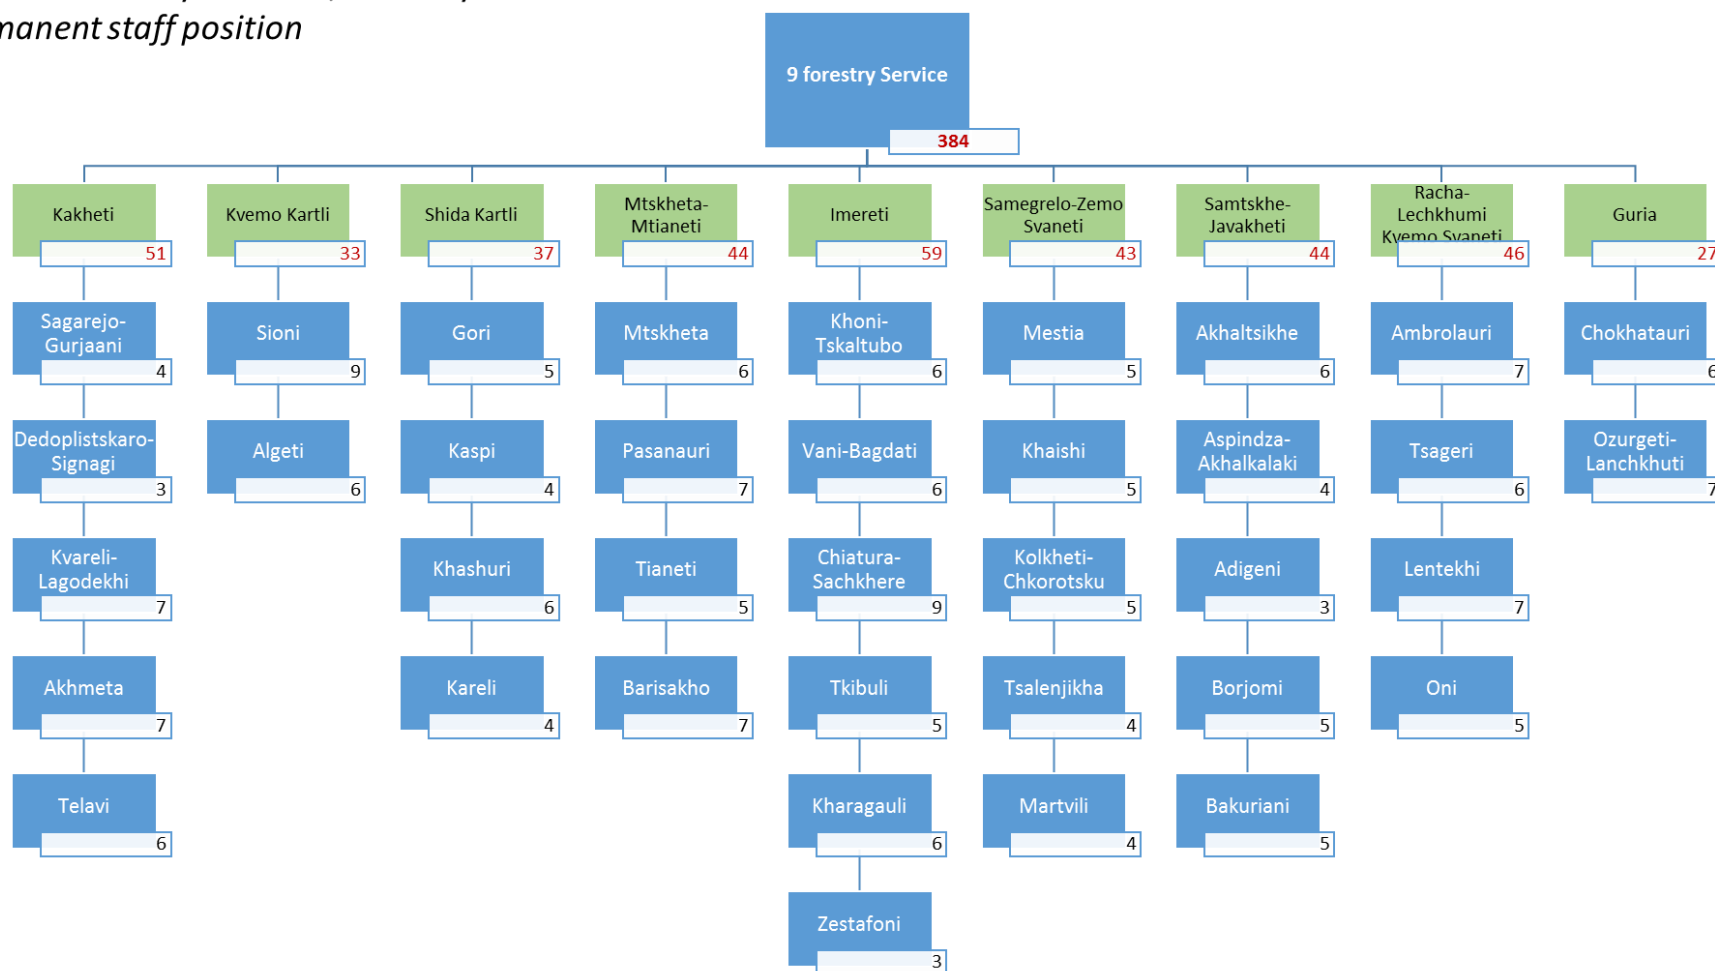 manent staff position
9 forestry Service
384
Kakheti
51
Kvemo Kartli
33
Shida Kartli
37
Mtskheta-
Mtianeti
44
Imereti
59
Samegrelo-Zemo
Svaneti
43
Samtskhe-
Javakheti
44
Racha-
Lechkhumi
Kvemo Svaneti
46
Guria
27
Sagarejo-
Gurjaani
4
Dedoplistskaro-
Signagi
3
Kvareli-
Lagodekhi
7
Akhmeta
7
Telavi
6
Sioni
9
Algeti
6
Gori
5
Kaspi
4
Khashuri
6
Kareli
4
Mtskheta
6
Pasanauri
7
Tianeti
5
Barisakho
7
Khoni-
Tskaltubo
6
Vani-Bagdati
6
Chiatura-
Sachkhere
9
Tkibuli
5
Kharagauli
6
Zestafoni
3
Mestia
5
Khaishi
5
Kolkheti-
Chkorotsku
5
Tsalenjikha
4
Martvili
4
Akhaltsikhe
6
Aspindza-
Akhalkalaki
4
Adigeni
3
Borjomi
5
Bakuriani
5
Ambrolauri
7
Tsageri
6
Lentekhi
7
Oni
5
Chokhatauri
6
Ozurgeti-
Lanchkhuti
7